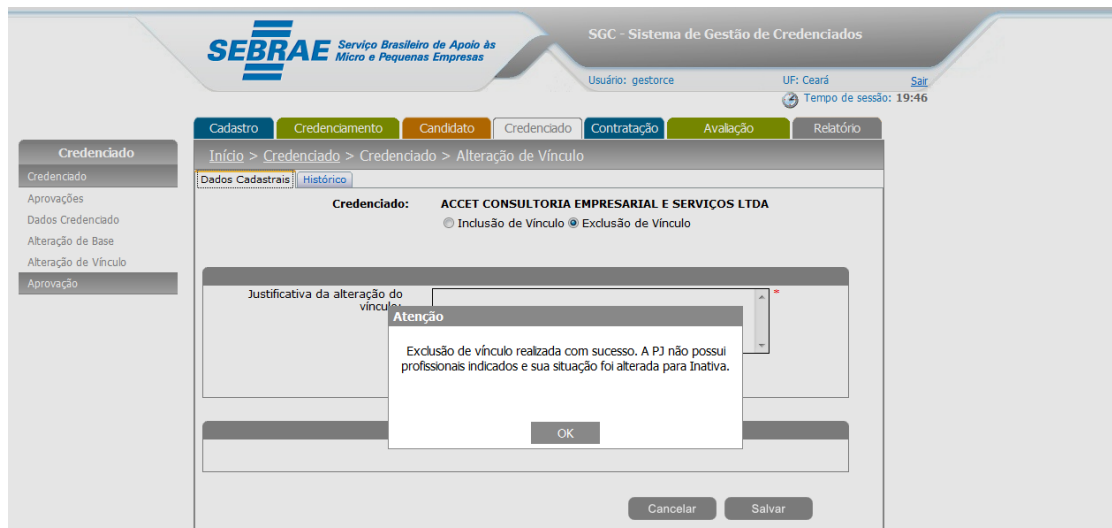 SGC - Sistema de Gestão de Credenciados
SEBRAE
Serviço Brasileiro de Apoio às
Micro e Pequenas Empresas
Usuário: gestorce
UF: Ceará
Sair
Tempo de sessão: 19:46
Cadastro
Credenciamento
Candidato
Credenciado
Contratação
Avaliação
Relatório
Credenciado
Credenciado
Aprovações
Dados Credenciado
Alteração de Base
Alteração de Vínculo
Aprovação
Início > Credenciado > Credenciado > Alteração de Vínculo
Dados Cadastrais
Histórico
Credenciado: ACCET CONSULTORIA EMPRESARIAL E SERVIÇOS LTDA
Inclusão de Vínculo Exclusão de Vínculo
Justificativa da alteração do
vínculo:
*
Atenção
Exclusão de vínculo realizada com sucesso. A PJ não possui
profissionais indicados e sua situação foi alterada para Inativa.
OK
Cancelar
Salvar